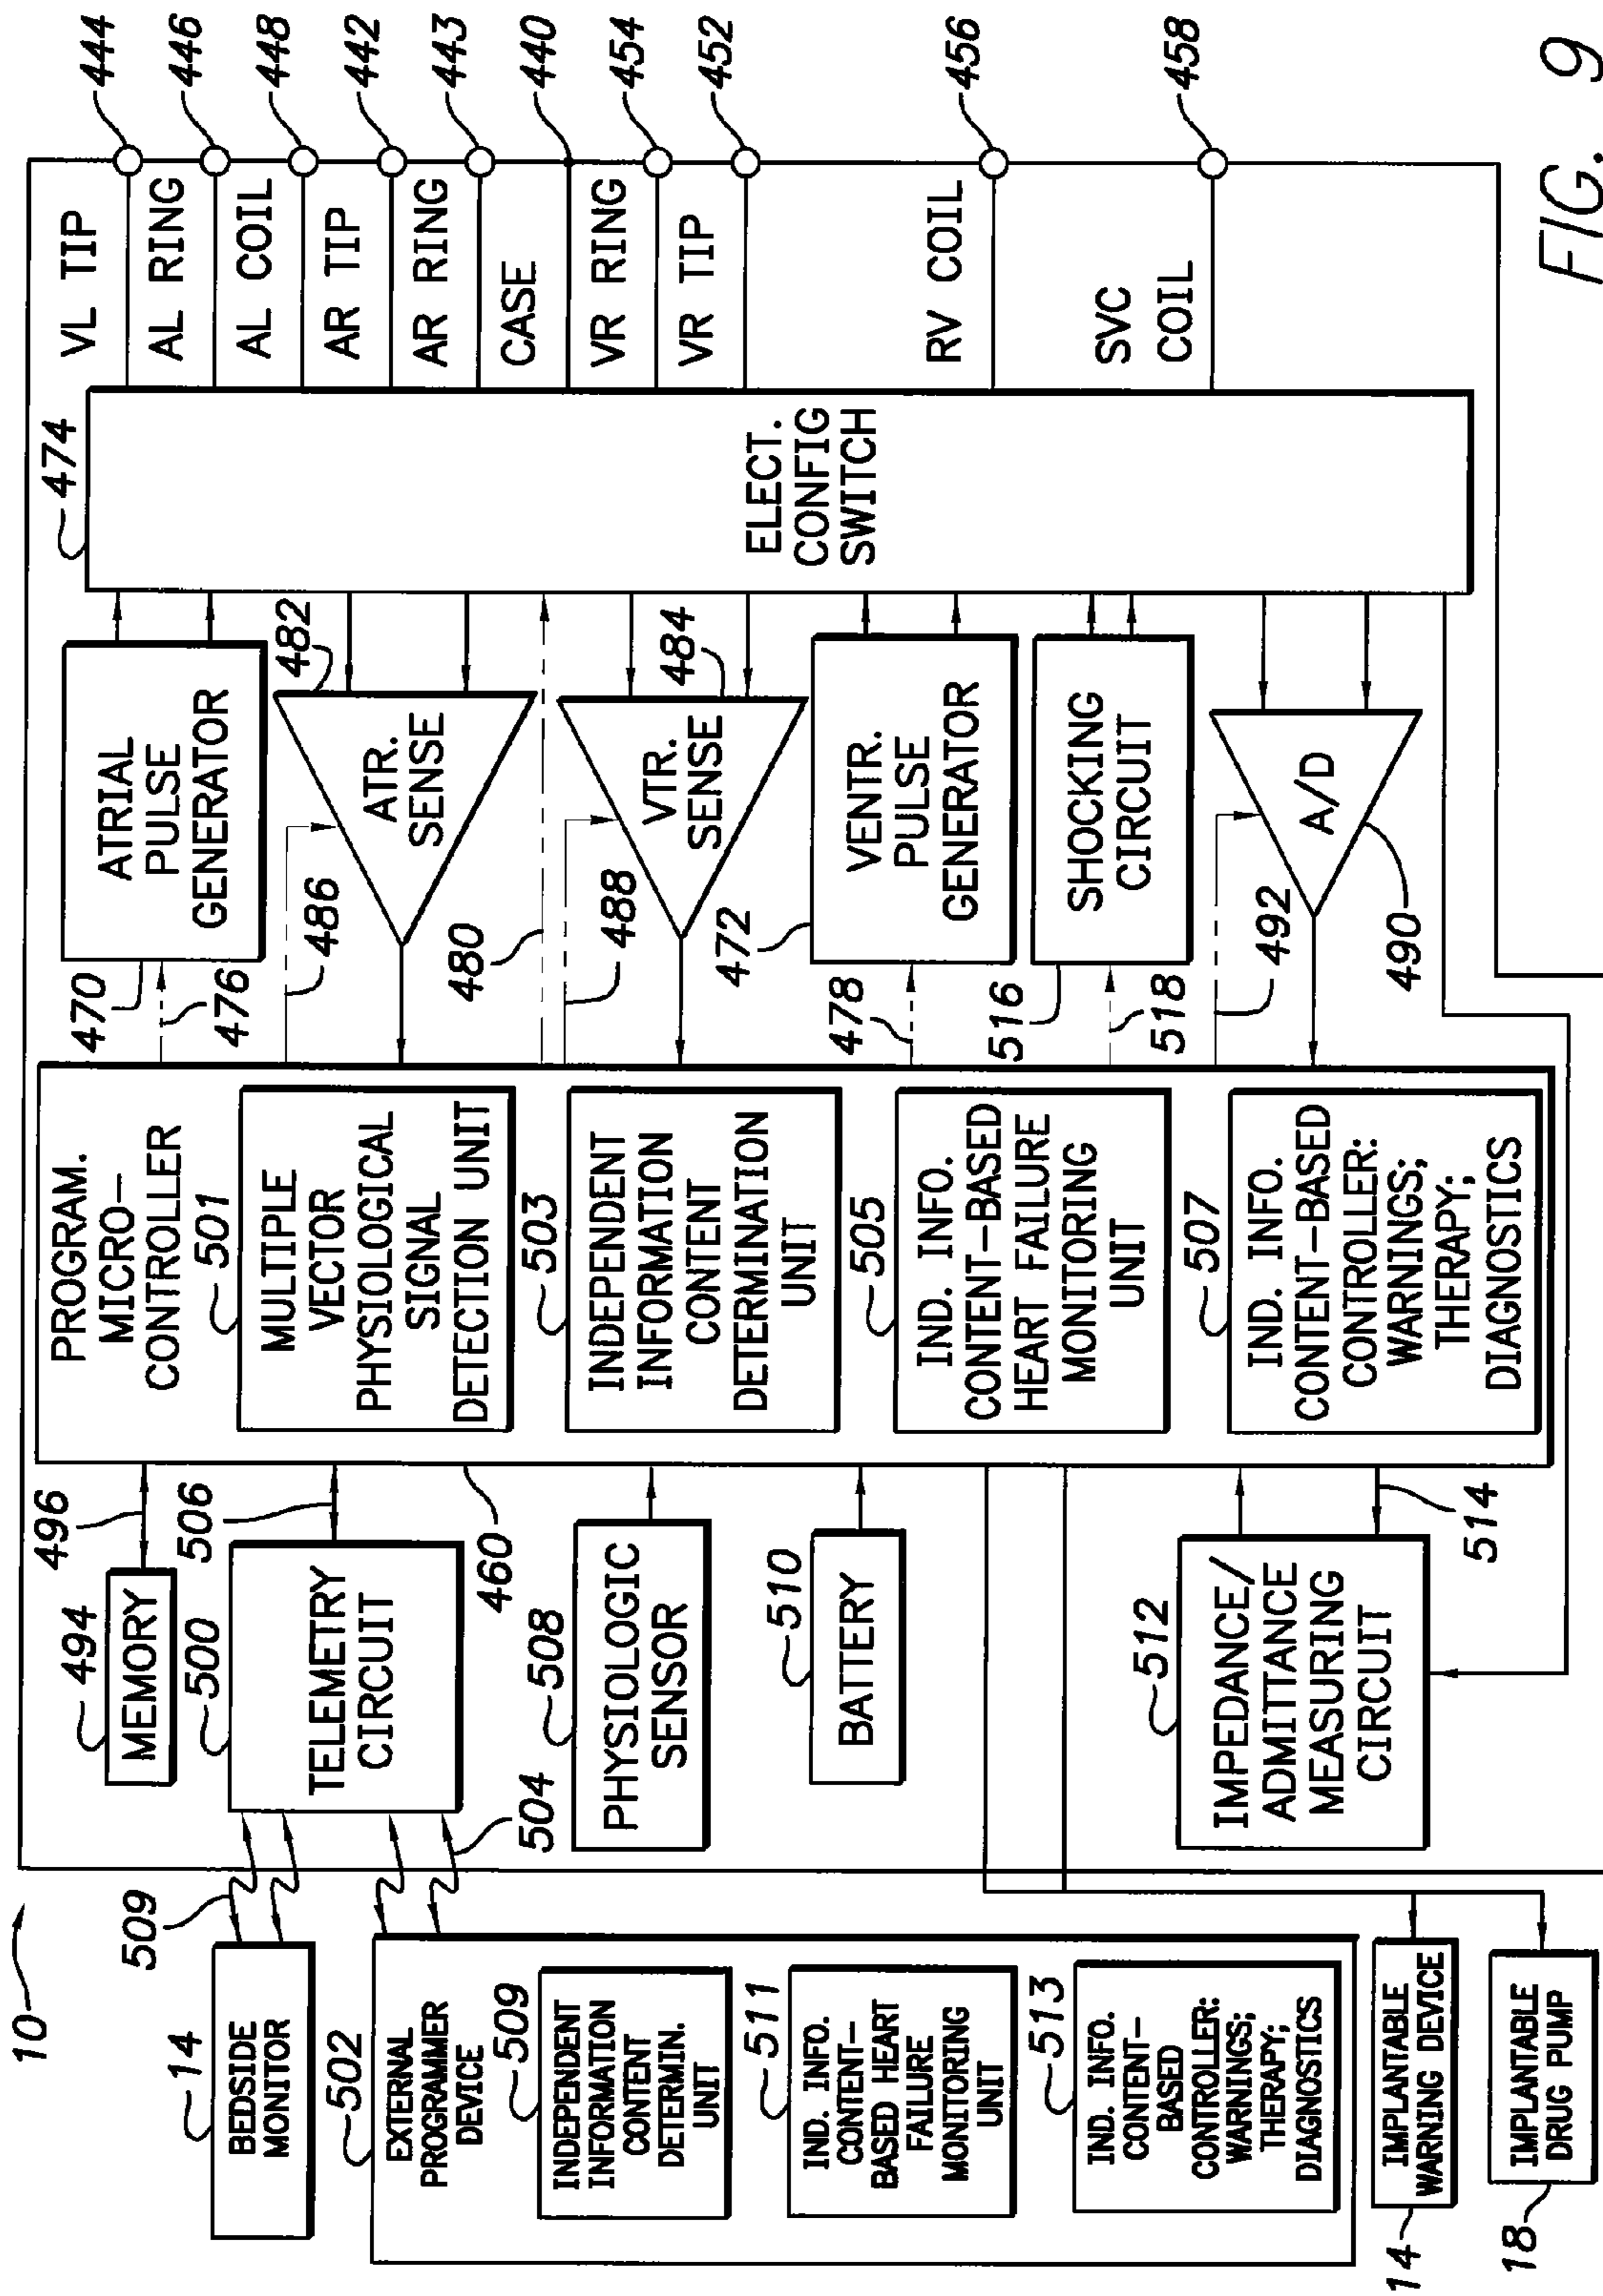 10
509
14
BEDSIDE
MONITOR
502
EXTERNAL
PROGRAMMER
DEVICE
509
INDEPENDENT
INFORMATION
CONTENT
DETERMIN.
UNIT
511
IND. INFO.
CONTENT-
BASED HEART
FAILURE
MONITORING
UNIT
513
IND. INFO.
CONTENT-
BASED
CONTROLLER:
WARNINGS;
THERAPY;
DIAGNOSTICS
IMPLANTABLE
WARNING DEVICE
14
IMPLANTABLE
DRUG PUMP
18
494
496
MEMORY
500
506
TELEMETRY
CIRCUIT
504
460
508
PHYSIOLOGIC
SENSOR
510
BATTERY
512
IMPEDANCE/
ADMITTANCE
MEASURING
CIRCUIT
514
PROGRAM.
MICRO-
CONTROLLER
501
MULTIPLE
VECTOR
PHYSIOLOGICAL
SIGNAL
DETECTION UNIT
503
INDEPENDENT
INFORMATION
CONTENT
DETERMINATION
UNIT
505
IND. INFO.
CONTENT-BASED
HEART FAILURE
MONITORING
UNIT
507
IND. INFO.
CONTENT-BASED
CONTROLLER:
WARNINGS;
THERAPY;
DIAGNOSTICS
470
476
ATRIAL
PULSE
GENERATOR
486
482
ATR.
SENSE
480
488
484
VTR.
SENSE
472
478
VENTR.
PULSE
GENERATOR
516
518
SHOCKING
CIRCUIT
492
A/D
490
474
ELECT.
CONFIG
SWITCH
VL TIP
444
AL RING
446
AL COIL
448
AR TIP
442
AR RING
443
CASE
440
VR RING
454
VR TIP
452
RV COIL
456
SVC
COIL
458
FIG. 9